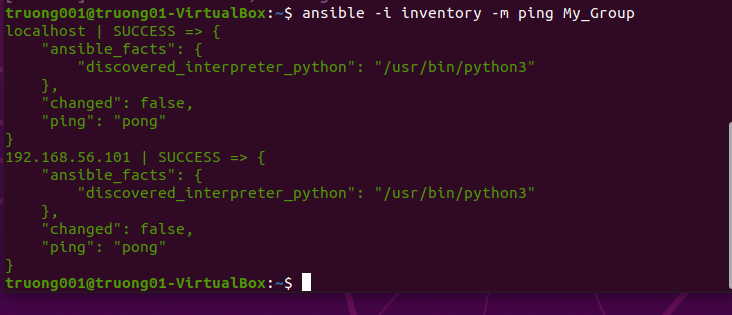 truong001@truong01-VirtualBox:~$ ansible -i inventory -m ping My_Group
localhost | SUCCESS => {
    "ansible_facts": {
        "discovered_interpreter_python": "/usr/bin/python3"
    },
    "changed": false,
    "ping": "pong"
}
192.168.56.101 | SUCCESS => {
    "ansible_facts": {
        "discovered_interpreter_python": "/usr/bin/python3"
    },
    "changed": false,
    "ping": "pong"
}
truong001@truong01-VirtualBox:~$